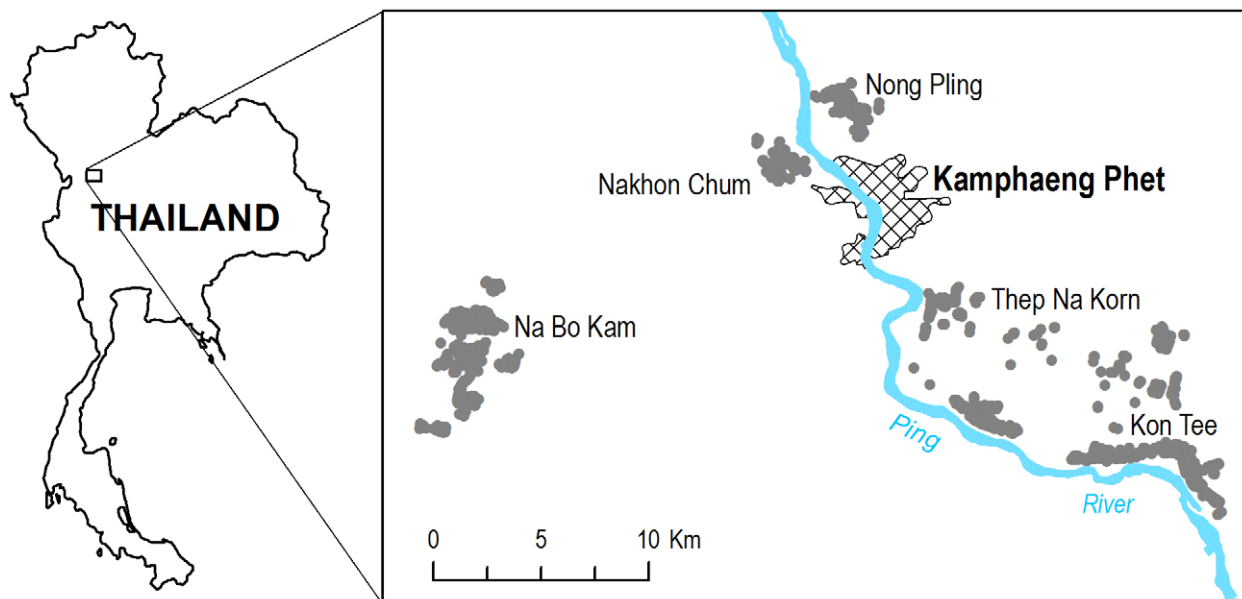 THAILAND
Nong Pling
Nakhon Chum
Kamphaeng Phet
Thep Na Korn
Na Bo Kam
Kon Tee
Ping
River
0 5 10 Km